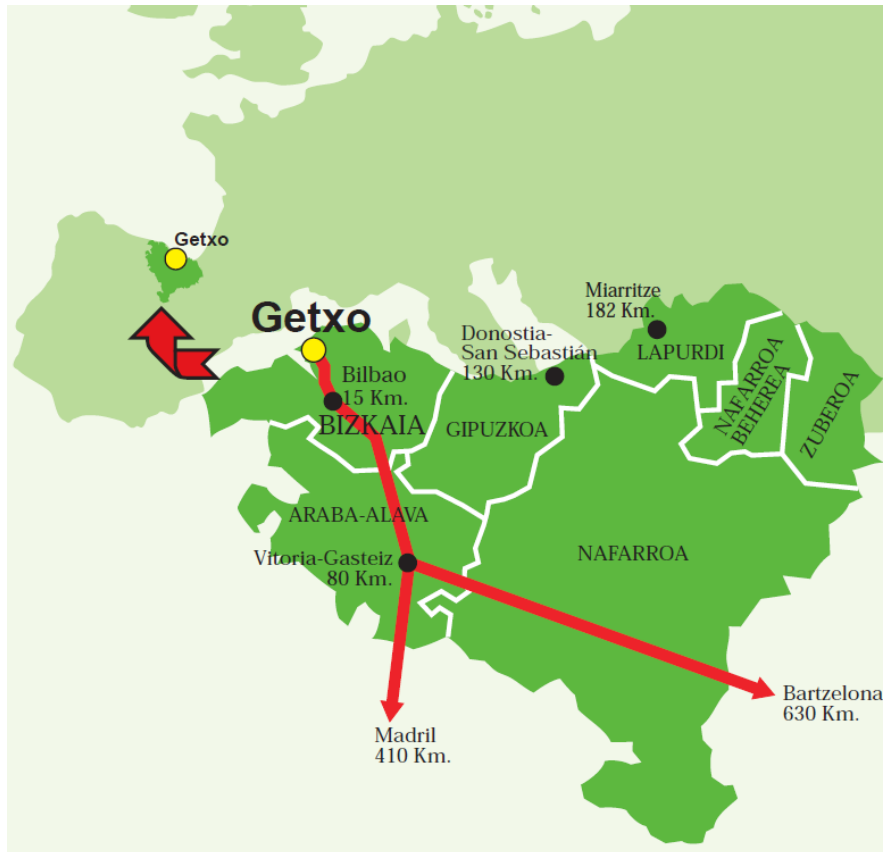 Getxo
Getxo
Miarritze
182 Km.
Donostia-
San Sebastián
130 Km.
LAPURDI
NAFARROA
BEHEREA
ZUBEROA
Bilbao
15 Km.
BIZKAIA
GIPUZKOA
ARABA-ALAVA
NAFARROA
Vitoria-Gasteiz
80 Km.
Bartzelona
630 Km.
Madril
410 Km.